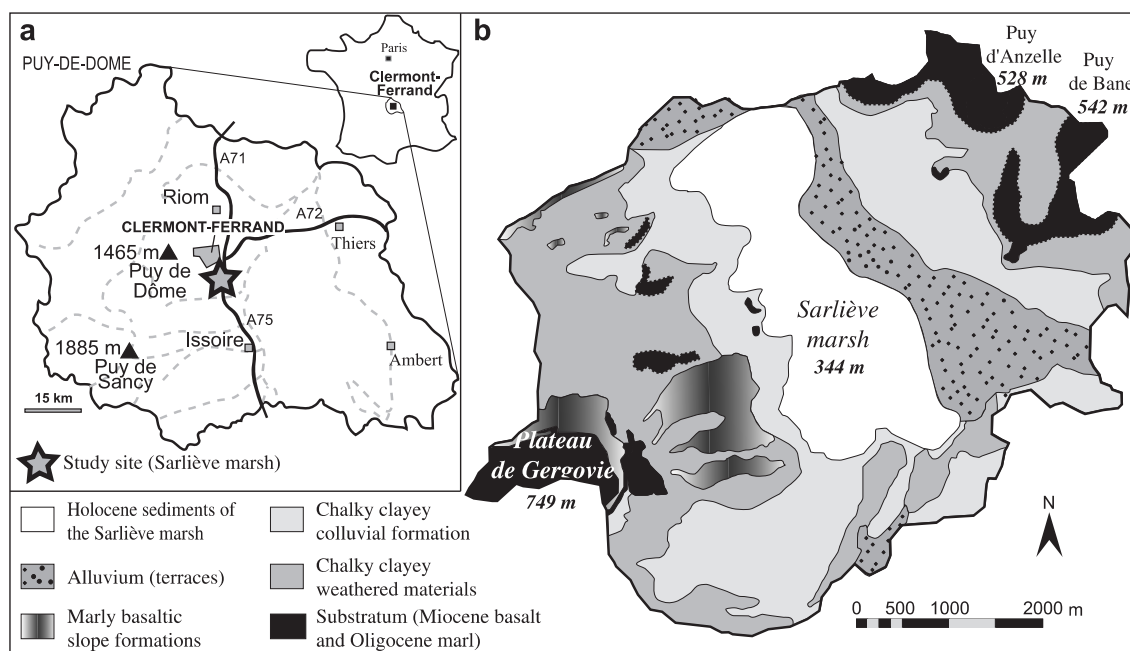 a
PUY-DE-DOME
Paris
Clermont-
Ferrand
A71
Riom
A72
CLERMONT-FERRAND
Thiers
1465 m
Puy de
Dôme
A75
1885 m
Puy de
Sancy
Issoire
Ambert
15 km
Study site (Sarliève marsh)
b
Puy
d'Anzelle
528 m
Puy
de Bane
542 m
Sarliève
marsh
344 m
Plateau
de Gergovie
749 m
N
0 500 1000 2000 m
Holocene sediments of
the Sarliève marsh
Alluvium (terraces)
Marly basaltic
slope formations
Chalky clayey
colluvial formation
Chalky clayey
weathered materials
Substratum (Miocene basalt
and Oligocene marl)